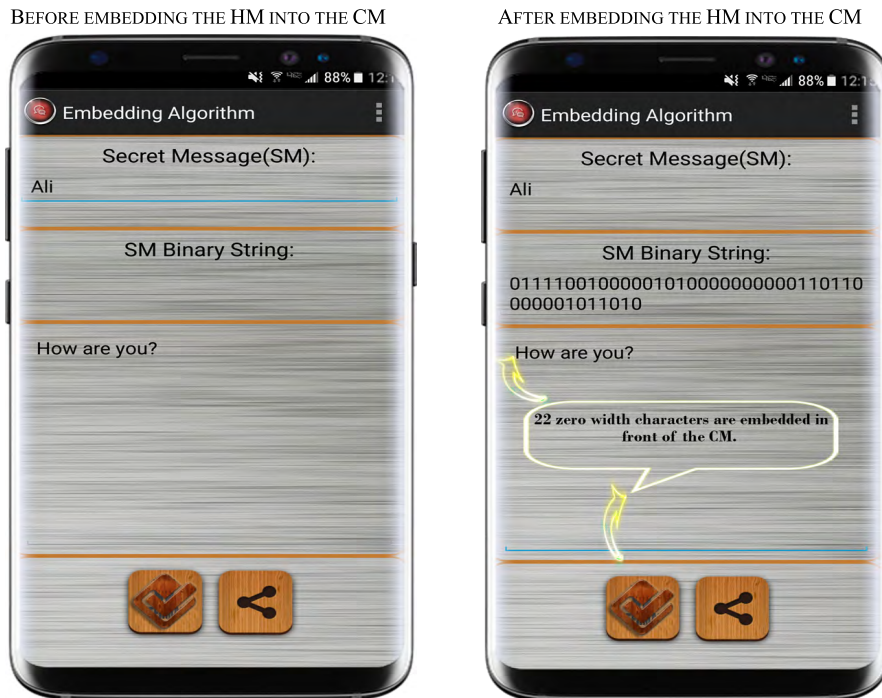 BEFORE EMBEDDING THE HM INTO THE CM
88%
Embedding Algorithm
Secret Message(SM):
Ali
SM Binary String:
How are you?
AFTER EMBEDDING THE HM INTO THE CM
88%
Embedding Algorithm
Secret Message(SM):
Ali
SM Binary String:
01111001000001010000000000110110
000001011010
How are you?
22 zero width characters are embedded in
front of the CM.